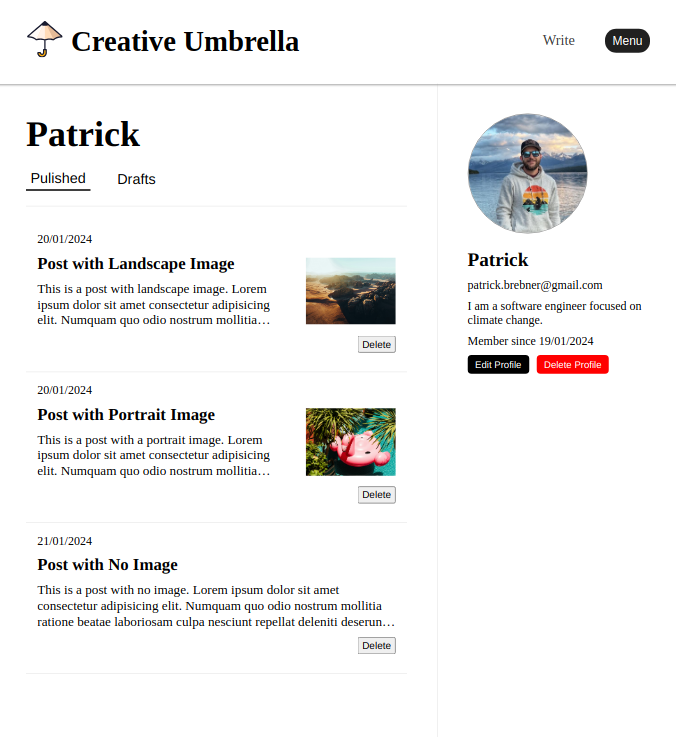 Creative Umbrella
Write
Menu
Patrick
Pulished
Drafts
20/01/2024
Post with Landscape Image
This is a post with landscape image. Lorem
ipsum dolor sit amet consectetur adipisicing
elit. Numquam quo odio nostrum mollitia…
Delete
20/01/2024
Post with Portrait Image
This is a post with a portrait image. Lorem
ipsum dolor sit amet consectetur adipisicing
elit. Numquam quo odio nostrum mollitia…
Delete
21/01/2024
Post with No Image
This is a post with no image. Lorem ipsum dolor sit amet
consectetur adipisicing elit. Numquam quo odio nostrum mollitia
ratione beatae laboriosam culpa nesciunt repellat deleniti deserun…
Delete
Patrick
patrick.brebner@gmail.com
I am a software engineer focused on
climate change.
Member since 19/01/2024
Edit Profile
Delete Profile